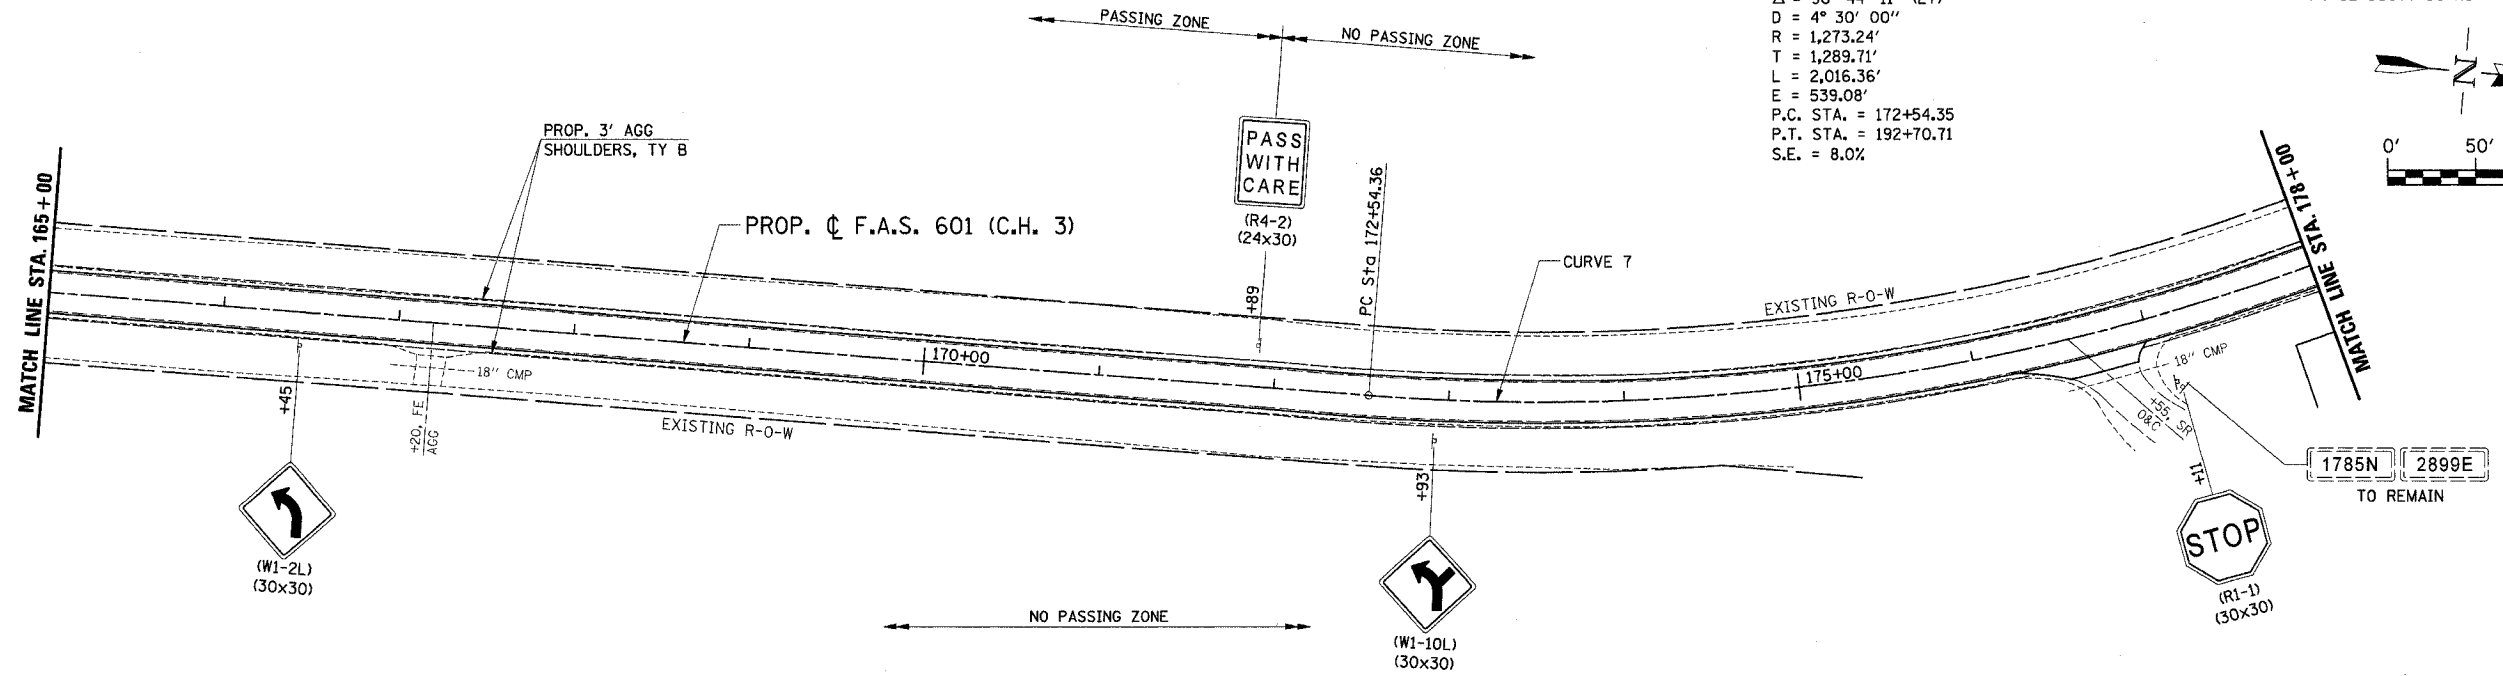 PASSING ZONE
NO PASSING ZONE
D = 4° 30' 00"
R = 1,273.24'
T = 1,289.71'
L = 2,016.36'
E = 539.08'
P.C. STA. = 172+54.35
P.T. STA. = 192+70.71
S.E. = 8.0%
N
0' 50'
PROP. 3' AGG
SHOULDERS, TY B
PASS
WITH
CARE
(R4-2)
(24x30)
+89
PC Sta 172+54.36
MATCH LINE STA. 165+00
PROP. ℄ F.A.S. 601 (C.H. 3)
CURVE 7
EXISTING R-O-W
MATCH LINE STA. 178+00
170+00
175+00
18" CMP
18" CMP
+45
+20, FE
AGG
EXISTING R-O-W
+93
+55, SR
O&C
+11
1785N 2899E
TO REMAIN
STOP
(R1-1)
(30x30)
(W1-2L)
(30x30)
NO PASSING ZONE
(W1-10L)
(30x30)